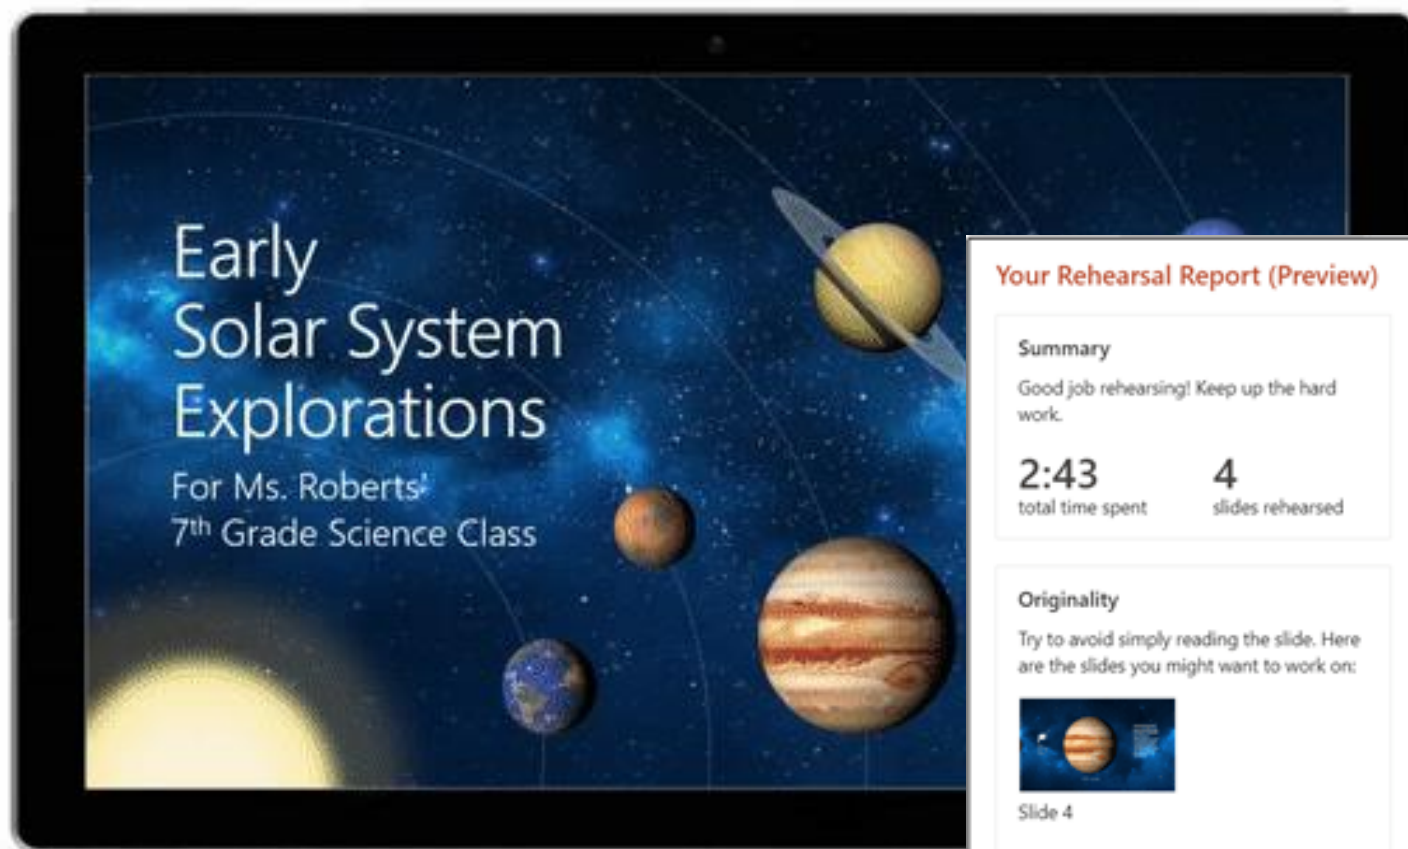 Early
Solar System
Explorations
For Ms. Roberts'
7th Grade Science Class
Your Rehearsal Report (Preview)
Summary
Good job rehearsing! Keep up the hard
work.
2:43
total time spent
4
slides rehearsed
Originality
Try to avoid simply reading the slide. Here
are the slides you might want to work on:
Slide 4